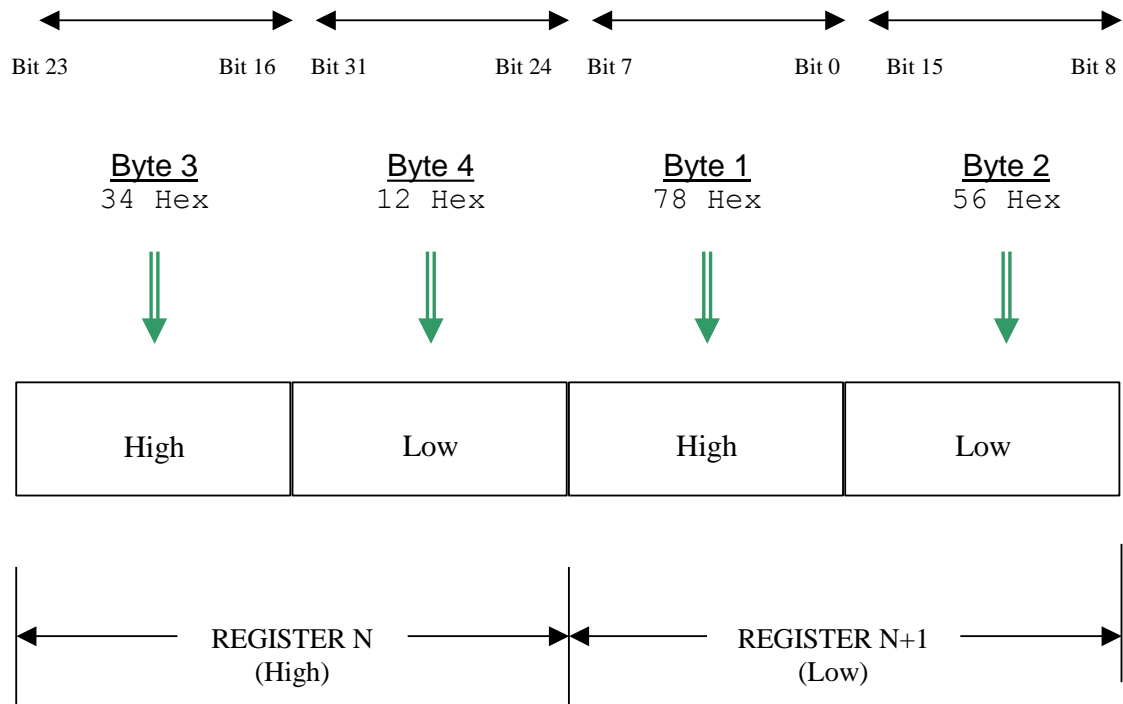 Bit 23 Bit 16 Bit 31 Bit 24 Bit 7 Bit 0 Bit 15 Bit 8
Byte 3 Byte 4 Byte 1 Byte 2
34 Hex 12 Hex 78 Hex 56 Hex
High Low High Low
REGISTER N REGISTER N+1
(High) (Low)